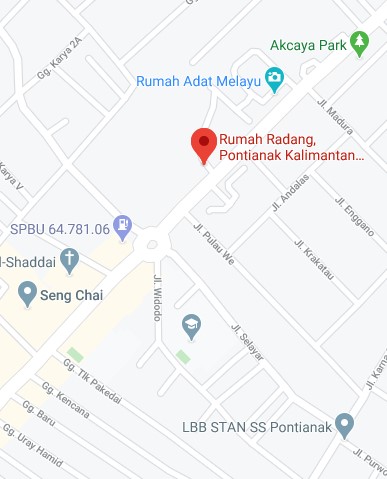 Akcaya Park
Gg. Karya 2A
Rumah Adat Melayu
Jl. Madura
Rumah Radang,
Pontianak Kalimantan...
Karya V
Jl. Andalas
Jl. Enggano
SPBU 64.781.06
Jl. Pulau We
Jl. Krakatau
l-Shaddai
Seng Chai
Jl. Widodo
Jl. Selayar
Gg. Tlk Pakedai
Jl. Kama
Gg. Kencana
Gg. Baru
LBB STAN SS Pontianak
Gg. Uray Hamid
Jl. Purwo